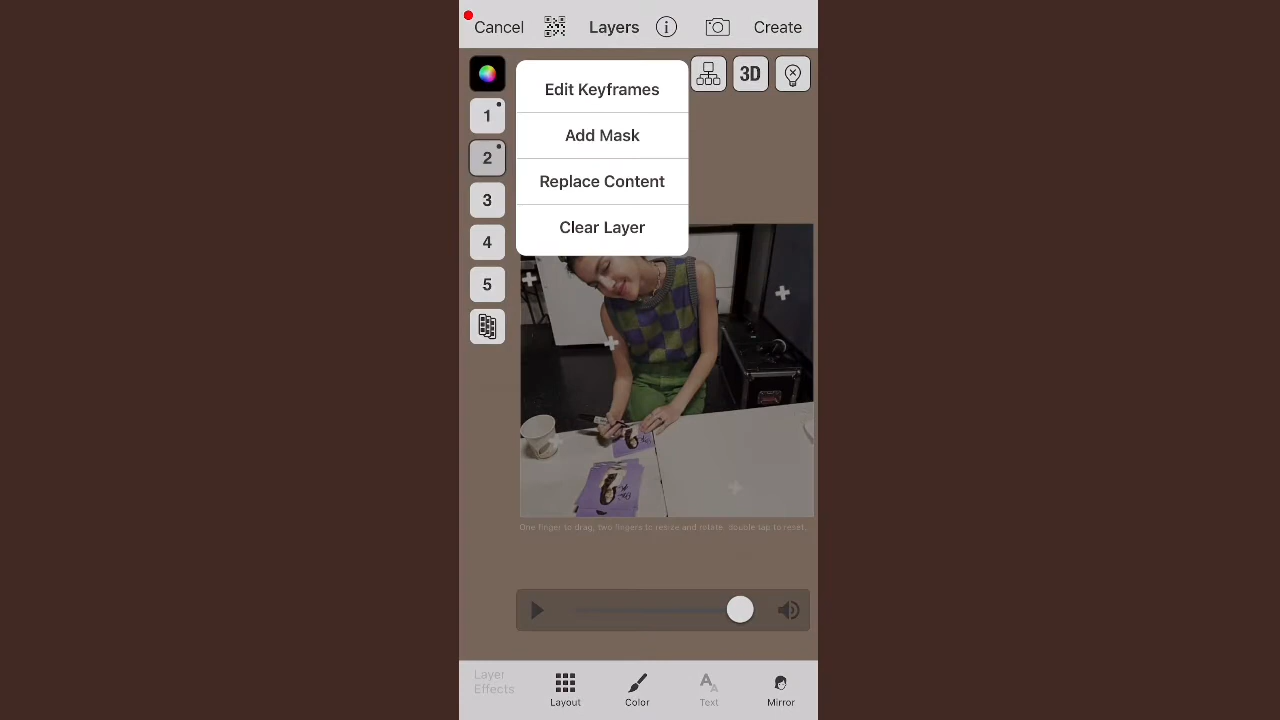 Cancel
Layers
Create
3D
1
2
3
4
5
Edit Keyframes
Add Mask
Replace Content
Clear Layer
One finger to drag, two fingers to resize and rotate, double tap to reset.
Layer
Effects
Layout
Color
Text
Mirror